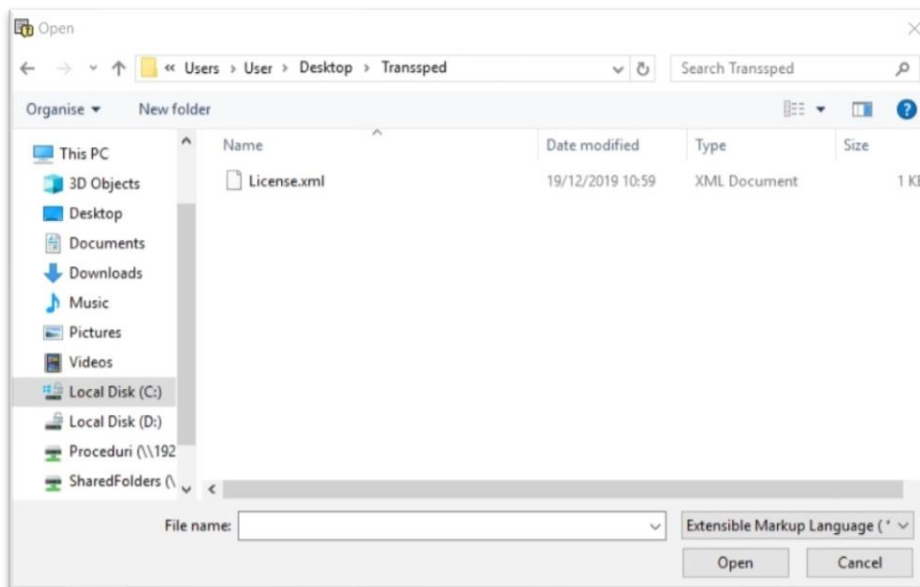 Open
« Users › User › Desktop › Transsped
Search Transsped
Organise
New folder
This PC
3D Objects
Desktop
Documents
Downloads
Music
Pictures
Videos
Local Disk (C:)
Local Disk (D:)
Proceduri (\\192
SharedFolders (\
Name Date modified Type Size
License.xml 19/12/2019 10:59 XML Document 1 KB
File name:
Extensible Markup Language ( *
Open Cancel